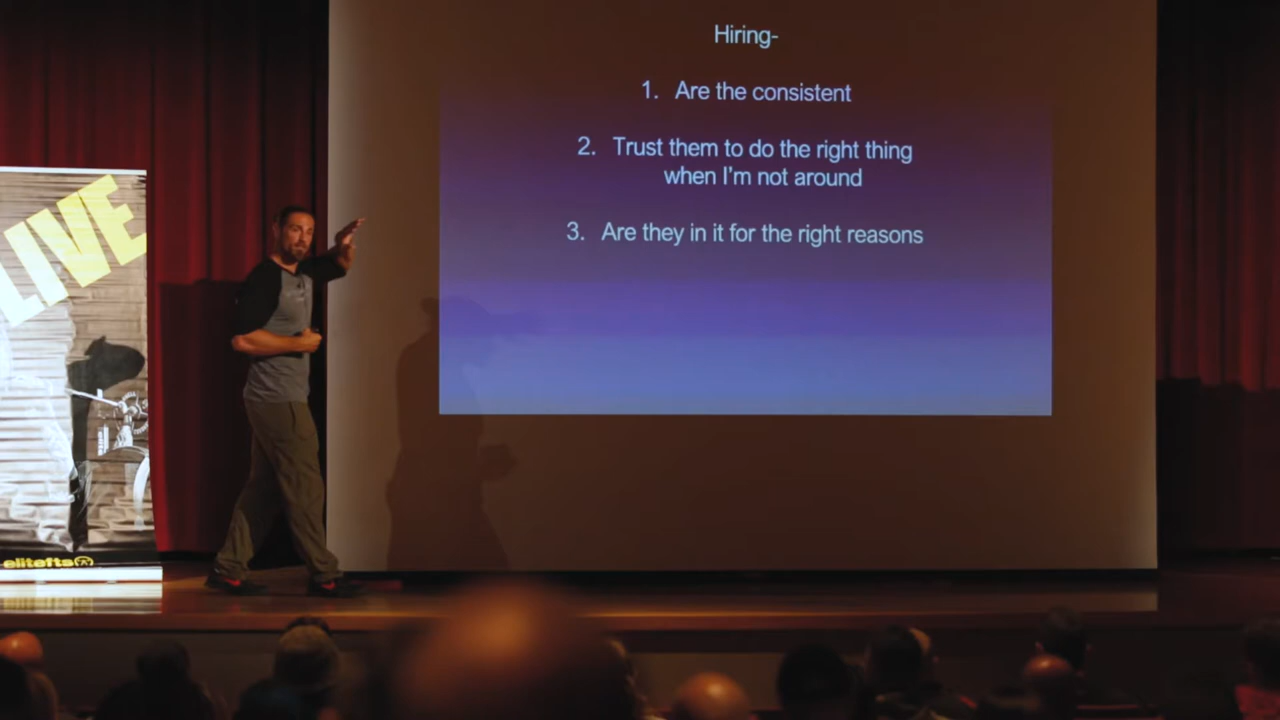 Hiring-
1. Are the consistent
2. Trust them to do the right thing
when I'm not around
3. Are they in it for the right reasons
LIVE
elitefts